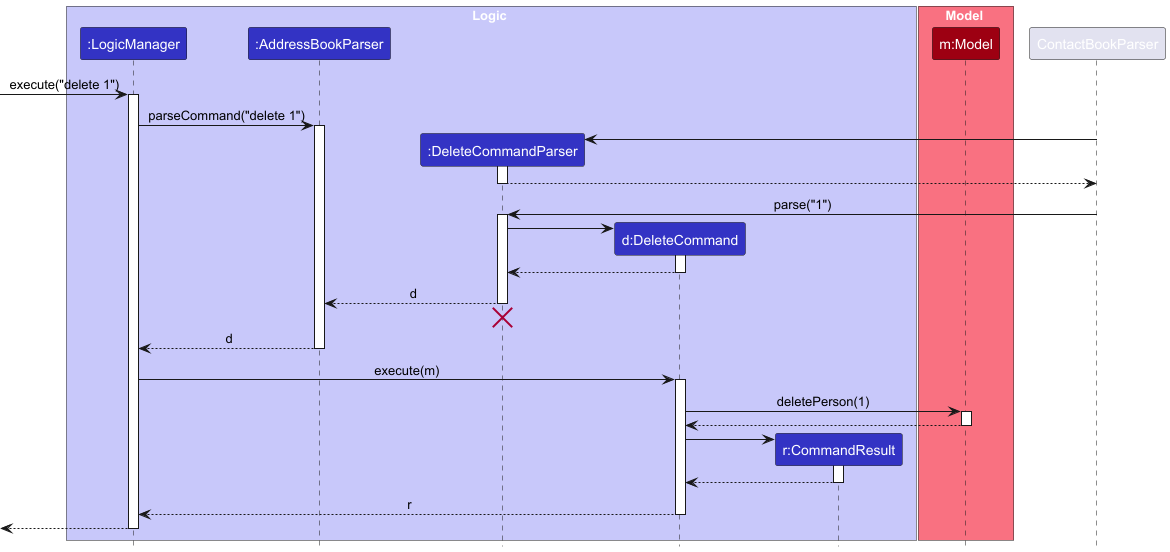 Logic
Model
:LogicManager
:AddressBookParser
m:Model
ContactBookParser
execute("delete 1")
parseCommand("delete 1")
:DeleteCommandParser
parse("1")
d:DeleteCommand
d
d
execute(m)
deletePerson(1)
r:CommandResult
r